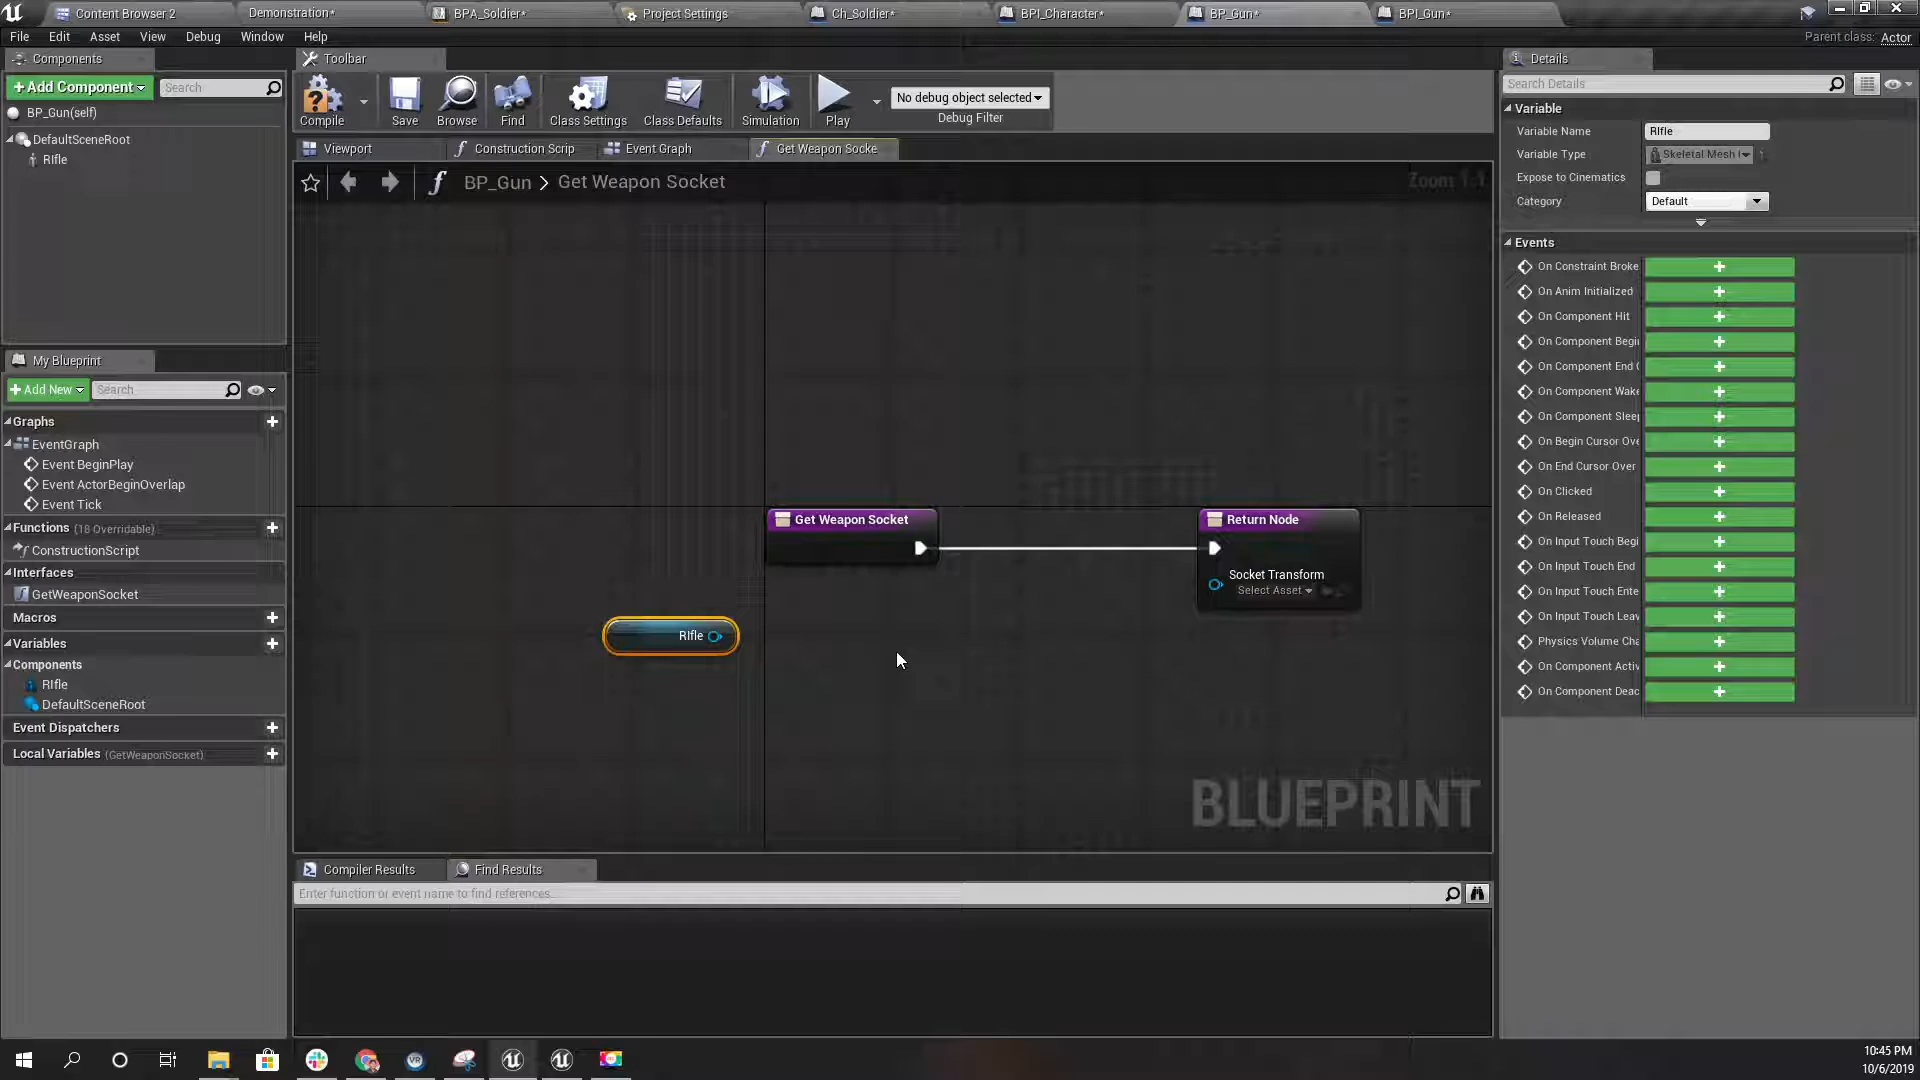 Content Browser 2
Demonstration*
BPA_Soldier*
Project Settings
Ch_Soldier*
BPI_Character*
BP_Gun*
BPI_Gun*
File Edit Asset View Debug Window Help
Parent class: Actor
Components
+Add Component
Search
BP_Gun(self)
DefaultSceneRoot
RIfle
Toolbar
Compile
Save
Browse
Find
Class Settings
Class Defaults
Simulation
Play
No debug object selected
Debug Filter
Viewport
Construction Scrip
Event Graph
Get Weapon Socke
BP_Gun > Get Weapon Socket
Zoom 1:1
Get Weapon Socket
Return Node
Socket Transform
Select Asset
RIfle
BLUEPRINT
My Blueprint
+Add New
Search
Graphs
EventGraph
Event BeginPlay
Event ActorBeginOverlap
Event Tick
Functions (18 Overridable)
ConstructionScript
Interfaces
GetWeaponSocket
Macros
Variables
Components
RIfle
DefaultSceneRoot
Event Dispatchers
Local Variables (GetWeaponSocket)
Compiler Results
Find Results
Enter function or event name to find references...
Details
Search Details
Variable
Variable Name RIfle
Variable Type Skeletal Mesh
Expose to Cinematics
Category Default
Events
On Constraint Broke
On Anim Initialized
On Component Hit
On Component Begi
On Component End
On Component Wake
On Component Slee
On Begin Cursor Ove
On End Cursor Over
On Clicked
On Released
On Input Touch Begi
On Input Touch End
On Input Touch Ente
On Input Touch Leav
Physics Volume Cha
On Component Activ
On Component Deac
10:45 PM
10/6/2019